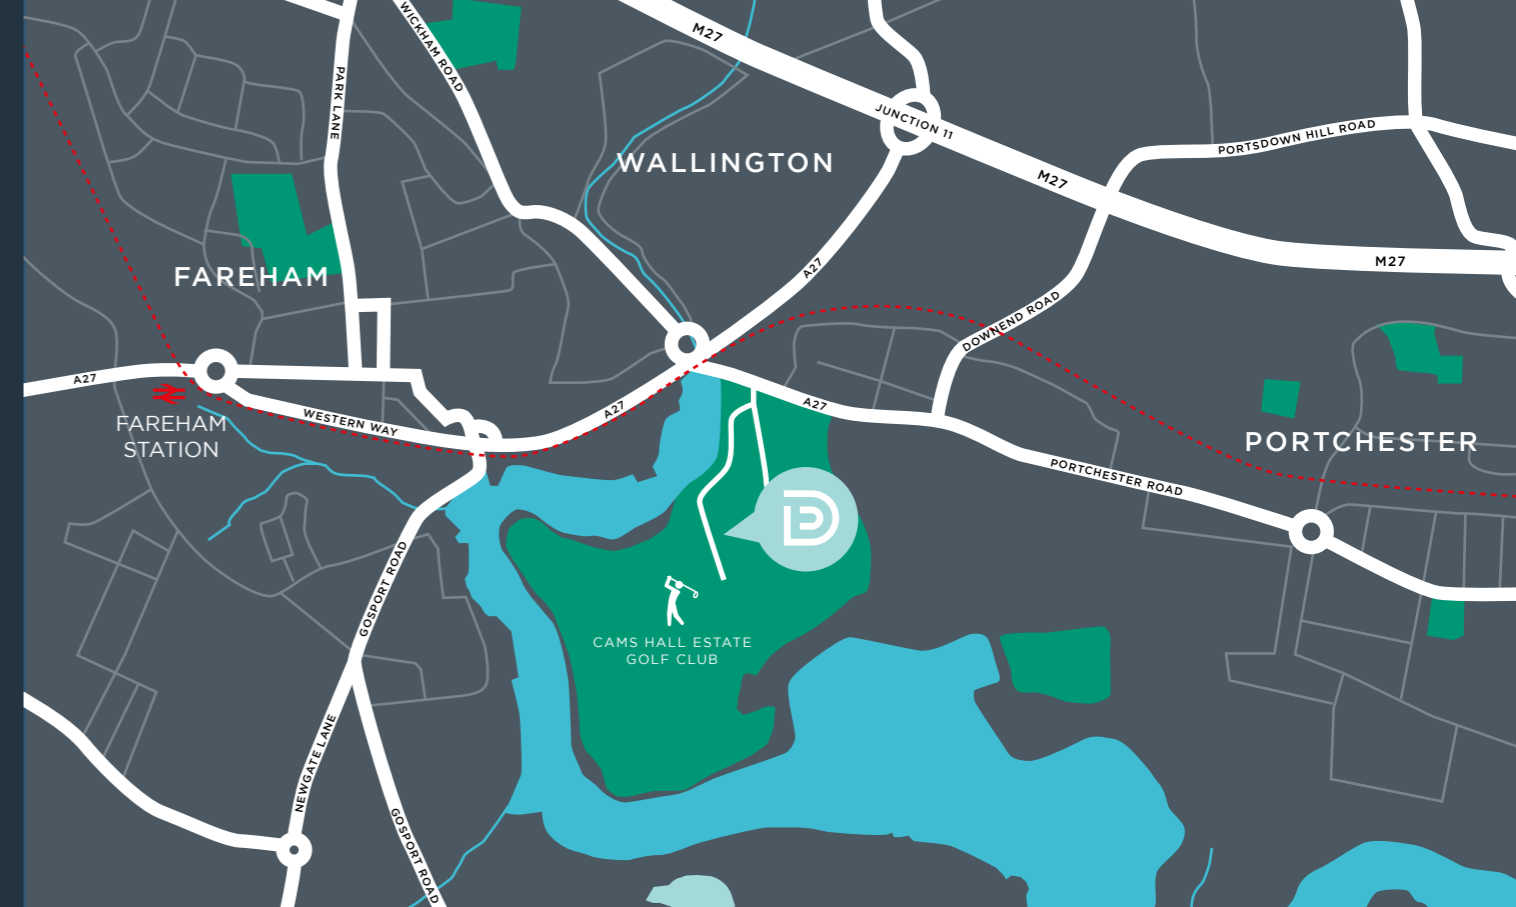 WICKHAM ROAD
M27
PARK LANE
JUNCTION 11
PORTSDOWN HILL ROAD
WALLINGTON
M27
FAREHAM
A27
M27
DOWNEND ROAD
A27
FAREHAM
STATION
WESTERN WAY
A27
A27
PORTCHESTER
PORTCHESTER ROAD
D
GOSPORT ROAD
CAMS HALL ESTATE
GOLF CLUB
NEWGATE LANE
GOSPORT ROAD